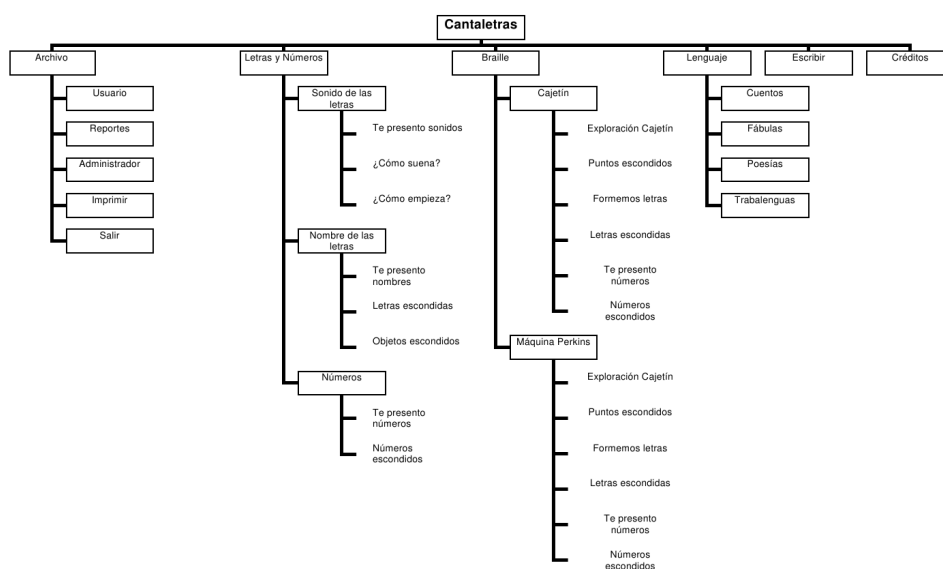 Cantaletras
Archivo
Usuario
Reportes
Administrador
Imprimir
Salir
Letras y Números
Sonido de las
letras
Te presento sonidos
¿Cómo suena?
¿Cómo empieza?
Nombre de las
letras
Te presento
nombres
Letras escondidas
Objetos escondidos
Números
Te presento
números
Números
escondidos
Braille
Cajetín
Exploración Cajetín
Puntos escondidos
Formemos letras
Letras escondidas
Te presento
números
Números
escondidos
Máquina Perkins
Exploración Cajetín
Puntos escondidos
Formemos letras
Letras escondidas
Te presento
números
Números
escondidos
Lenguaje
Cuentos
Fábulas
Poesías
Trabalenguas
Escribir
Créditos